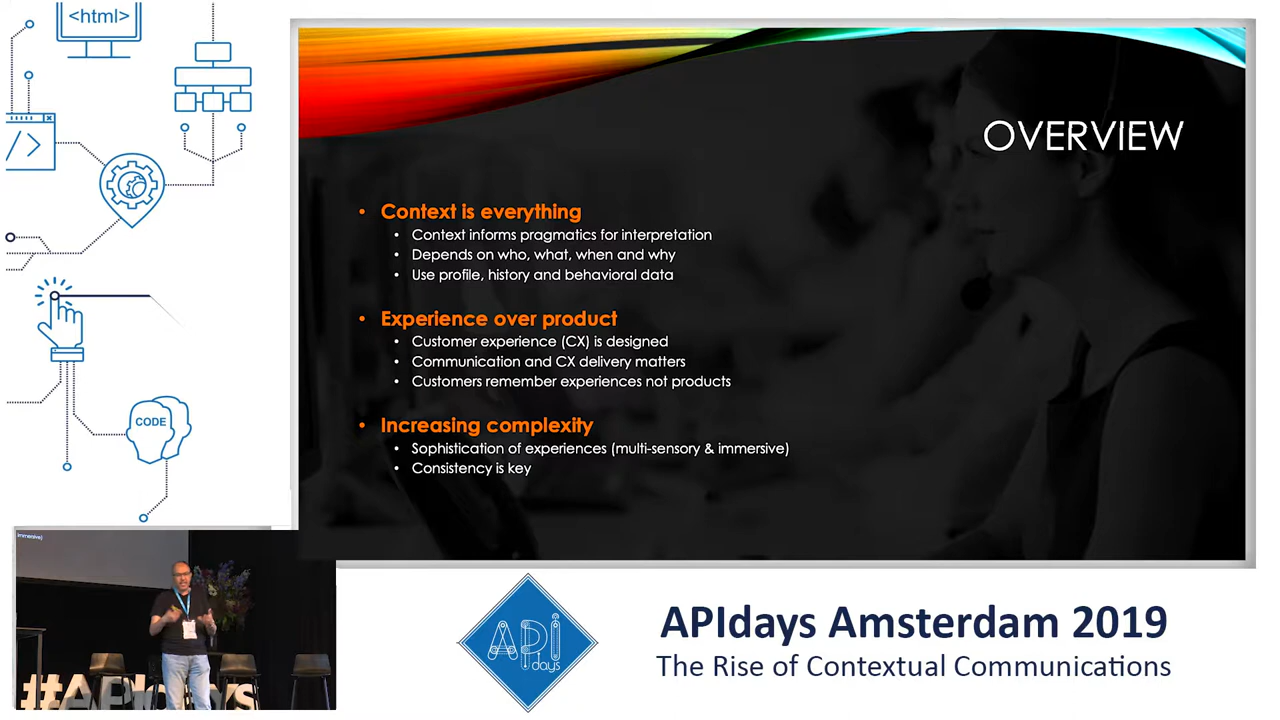 <html>
</>
CODE
OVERVIEW
• Context is everything
• Context informs pragmatics for interpretation
• Depends on who, what, when and why
• Use profile, history and behavioral data
• Experience over product
• Customer experience (CX) is designed
• Communication and CX delivery matters
• Customers remember experiences not products
• Increasing complexity
• Sophistication of experiences (multi-sensory & immersive)
• Consistency is key
immersive)
#APIdays
API
days
APIdays Amsterdam 2019
The Rise of Contextual Communications